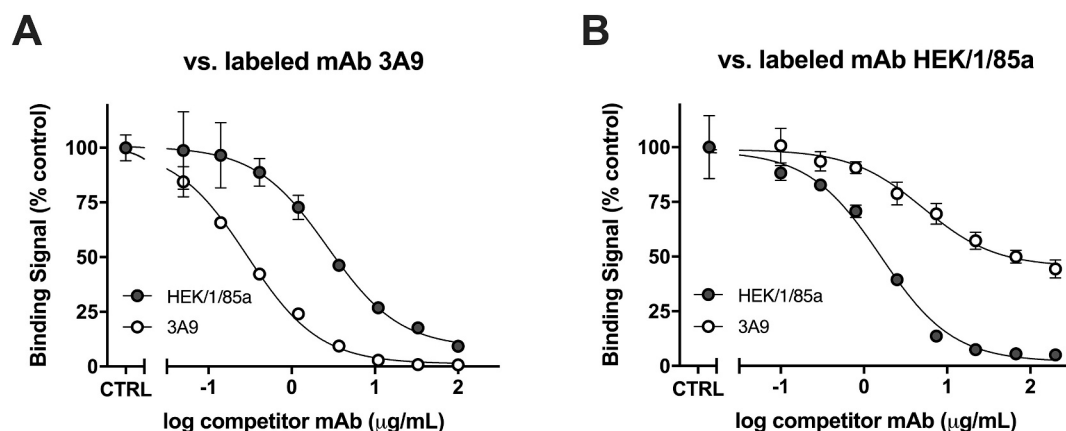 A
vs. labeled mAb 3A9
Binding Signal (% control)
100
75
50
25
0
HEK/1/85a
3A9
CTRL
-1
0
1
2
log competitor mAb (μg/mL)
B
vs. labeled mAb HEK/1/85a
Binding Signal (% control)
100
75
50
25
0
HEK/1/85a
3A9
CTRL
-1
0
1
2
log competitor mAb (μg/mL)